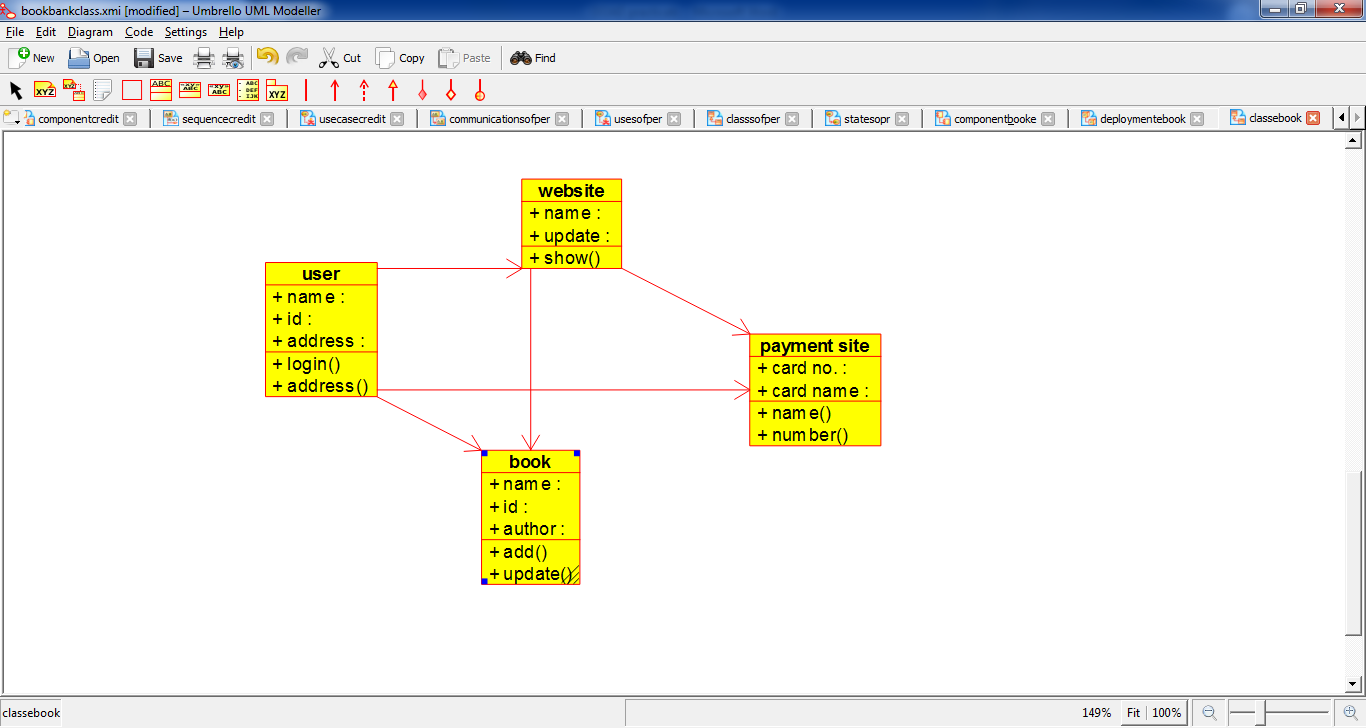 bookbankclass.xmi [modified] – Umbrello UML Modeller
File Edit Diagram Code Settings Help
New Open Save Cut Copy Paste Find
XYZ XYZ ABC XYZ ABC XYZ ABC ABC DEF IJK XYZ
componentcredit sequencecredit usecasecredit communicationsofper usesofper classsofper statesopr componentbooke deploymentebook classebook
website
+ name :
+ update :
+ show()
user
+ name :
+ id :
+ address :
+ login()
+ address()
payment site
+ card no. :
+ card name :
+ name()
+ number()
book
+ name :
+ id :
+ author :
+ add()
+ update()
classebook 149% Fit 100%